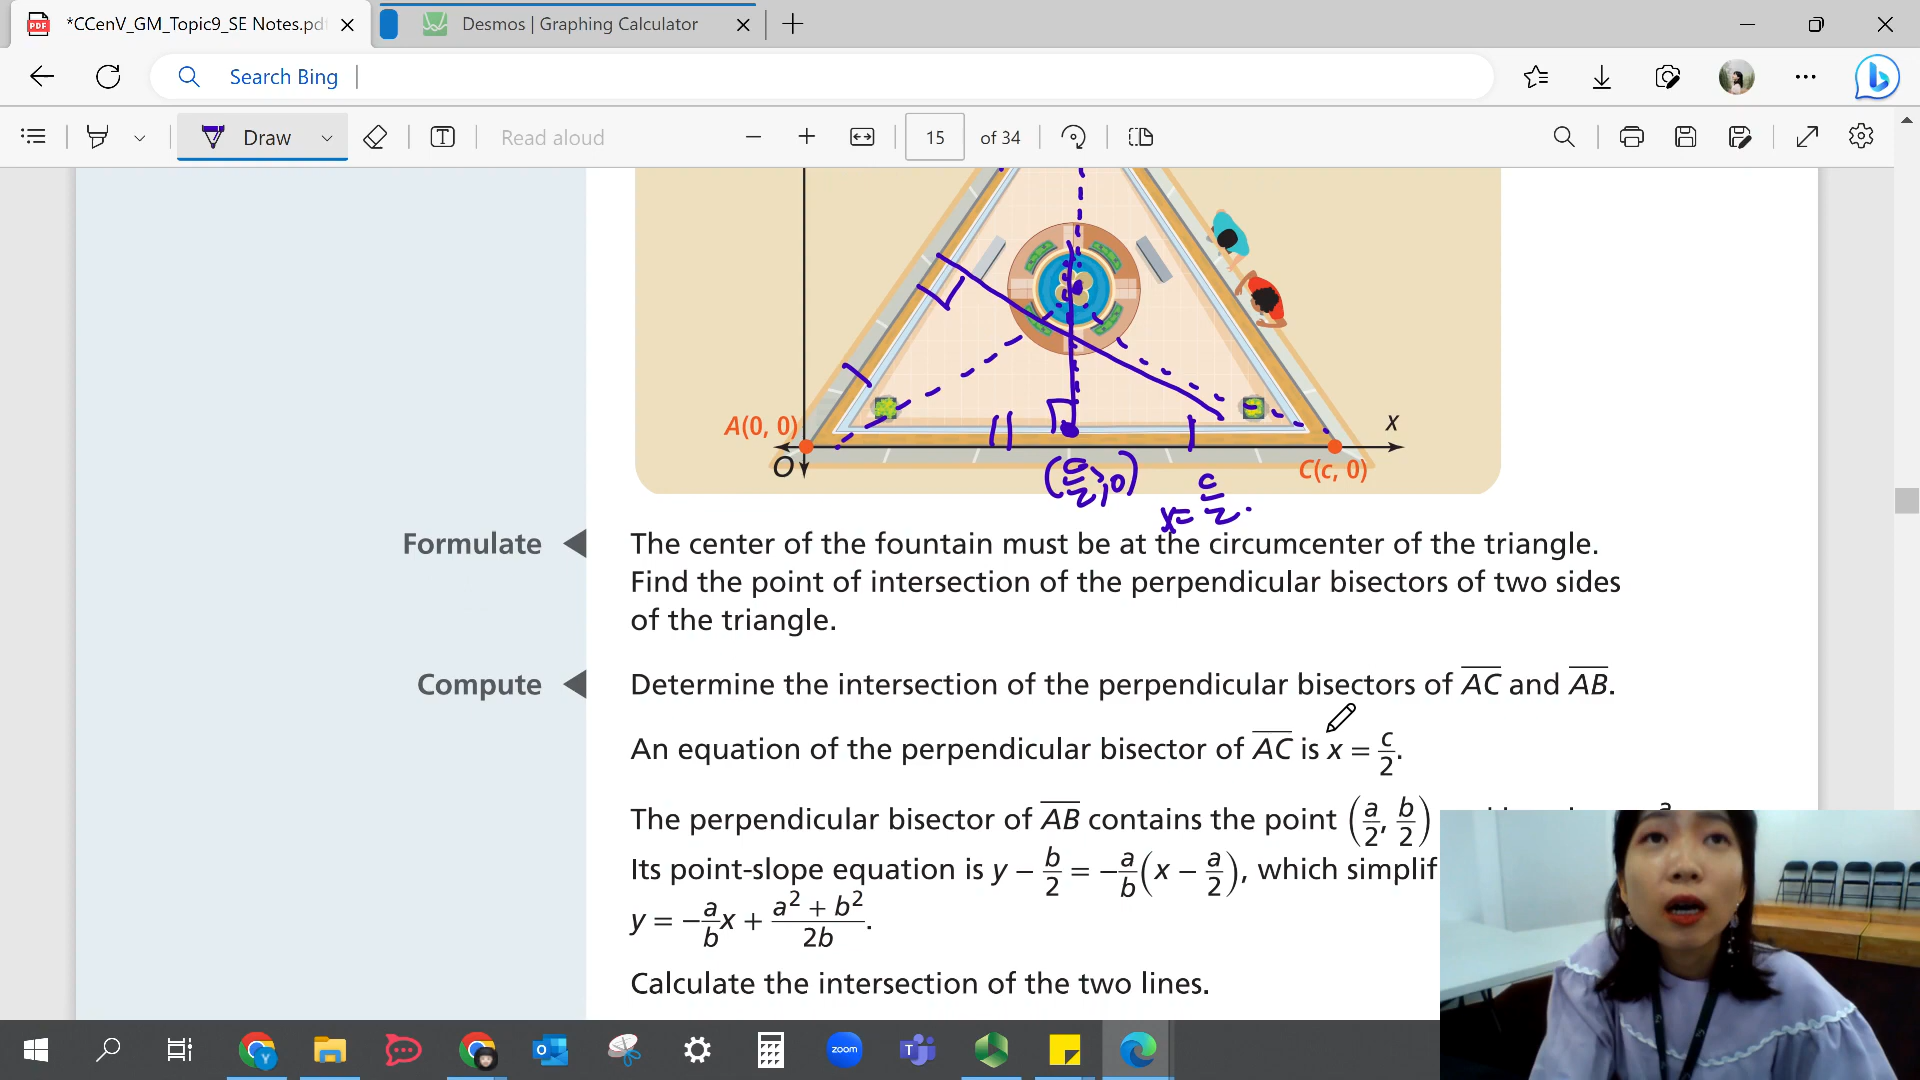 *CCenV_GM_Topic9_SE Notes.pdf
Desmos | Graphing Calculator
Search Bing
Draw
Read aloud
15 of 34
A(0, 0)
x
O
C(c, 0)
(c/2, 0)
x = c/2.
Formulate
The center of the fountain must be at the circumcenter of the triangle.
Find the point of intersection of the perpendicular bisectors of two sides
of the triangle.
Compute
Determine the intersection of the perpendicular bisectors of A̅C̅ and A̅B̅.
An equation of the perpendicular bisector of A̅C̅ is x = c/2.
The perpendicular bisector of A̅B̅ contains the point (a/2, b/2)
Its point-slope equation is y − b/2 = −a/b(x − a/2), which simplif
y = −a/b x + (a² + b²)/2b.
Calculate the intersection of the two lines.
zoom